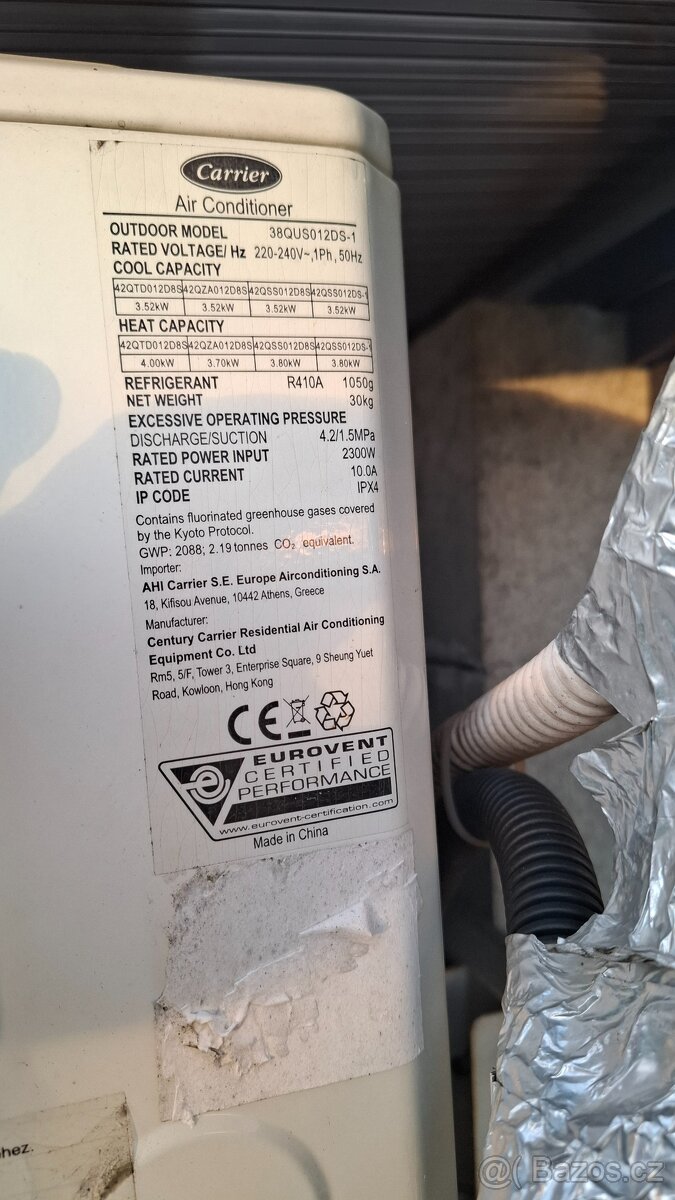 Carrier
Air Conditioner
OUTDOOR MODEL 38QUS012DS-1
RATED VOLTAGE/ Hz 220-240V~,1Ph, 50Hz
COOL CAPACITY
42QTD012D8S 42QZA012D8S 42QSS012D8S 42QSS012DS-1
3.52kW 3.52kW 3.52kW 3.52kW
HEAT CAPACITY
42QTD012D8S 42QZA012D8S 42QSS012D8S 42QSS012DS-1
4.00kW 3.70kW 3.80kW 3.80kW
REFRIGERANT R410A 1050g
NET WEIGHT 30kg
EXCESSIVE OPERATING PRESSURE
DISCHARGE/SUCTION 4.2/1.5MPa
RATED POWER INPUT 2300W
RATED CURRENT 10.0A
IP CODE IPX4
Contains fluorinated greenhouse gases covered
by the Kyoto Protocol.
GWP: 2088; 2.19 tonnes CO₂ equivalent.
Importer:
AHI Carrier S.E. Europe Airconditioning S.A.
18, Kifisou Avenue, 10442 Athens, Greece
Manufacturer:
Century Carrier Residential Air Conditioning
Equipment Co. Ltd
Rm5, 5/F, Tower 3, Enterprise Square, 9 Sheung Yuet
Road, Kowloon, Hong Kong
CE
EUROVENT
CERTIFIED
PERFORMANCE
www.eurovent-certification.com
Made in China
@( Bazos.cz